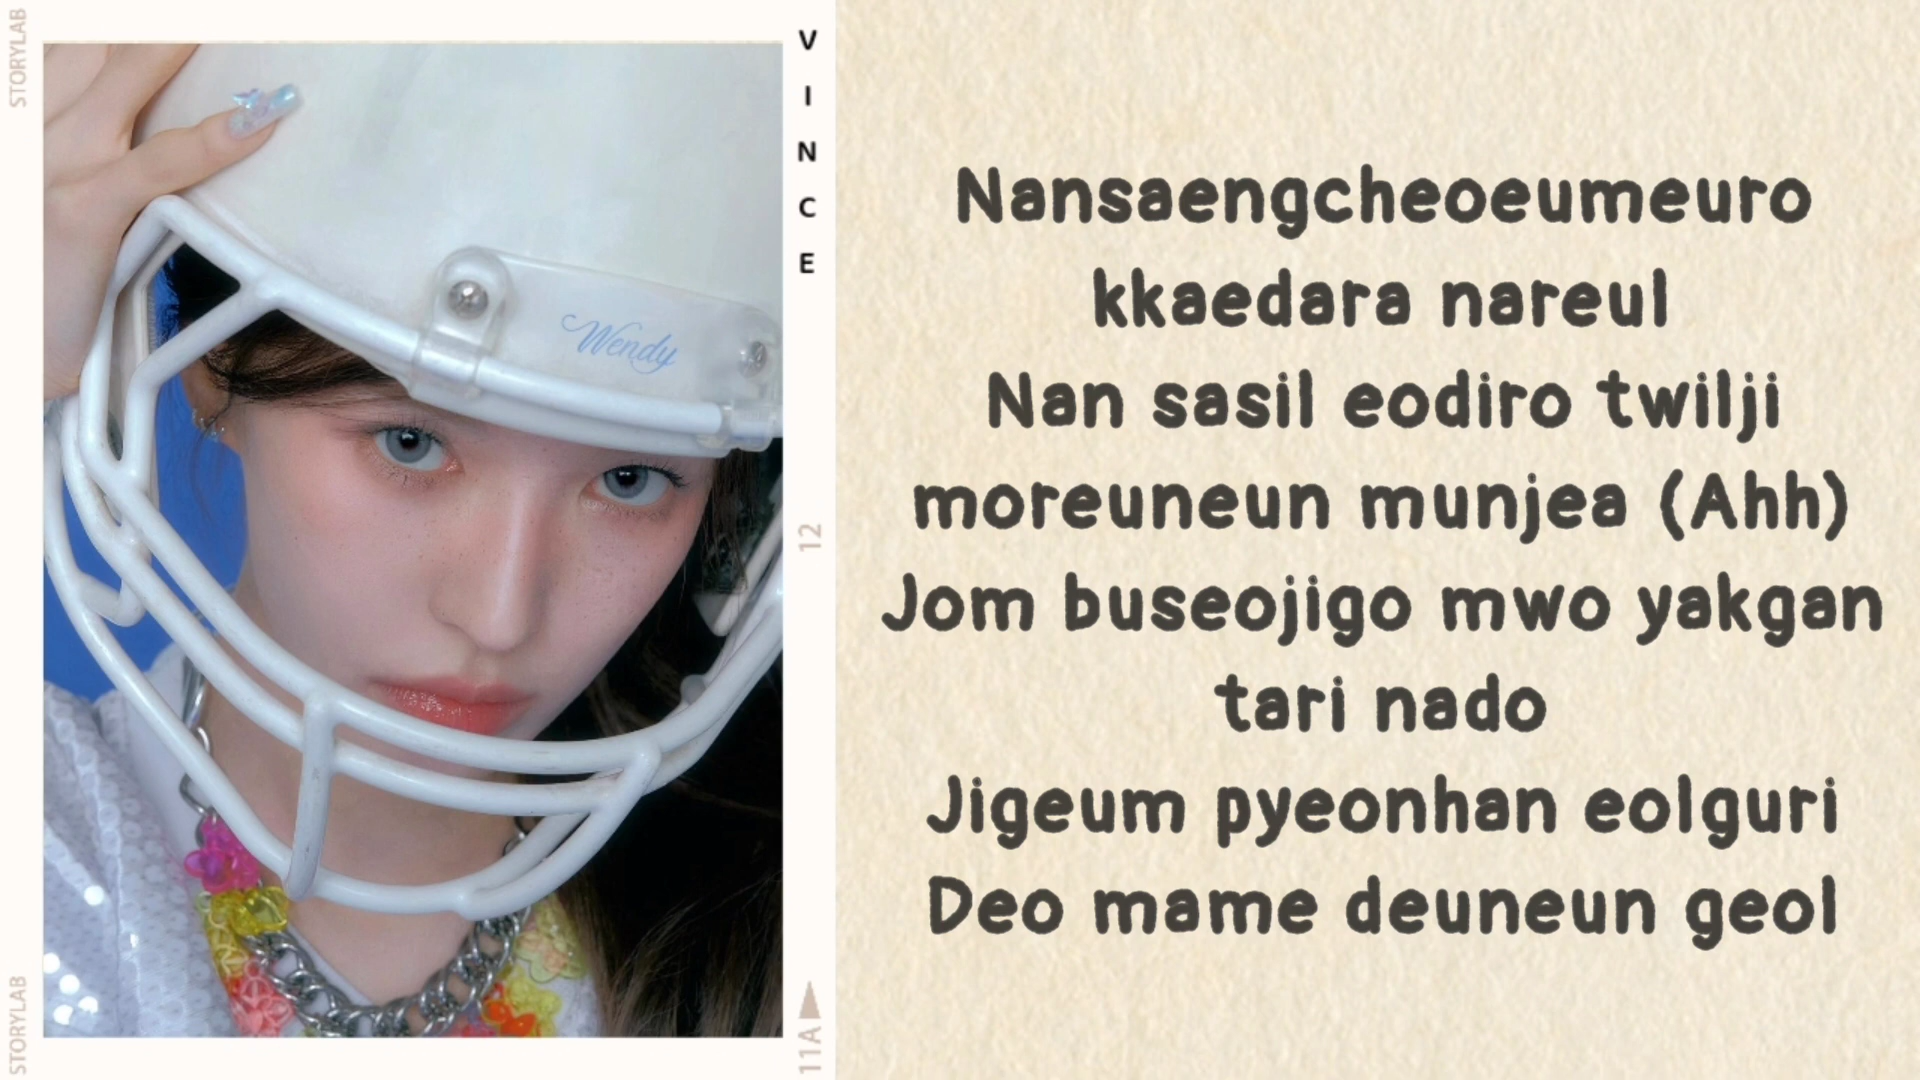 STORYLAB
VINCE
Wendy
12
STORYLAB
11A
Nansaengcheoeumeuro
kkaedara nareul
Nan sasil eodiro twilji
moreuneun munjea (Ahh)
Jom buseojigo mwo yakgan
tari nado
Jigeum pyeonhan eolguri
Deo mame deuneun geol